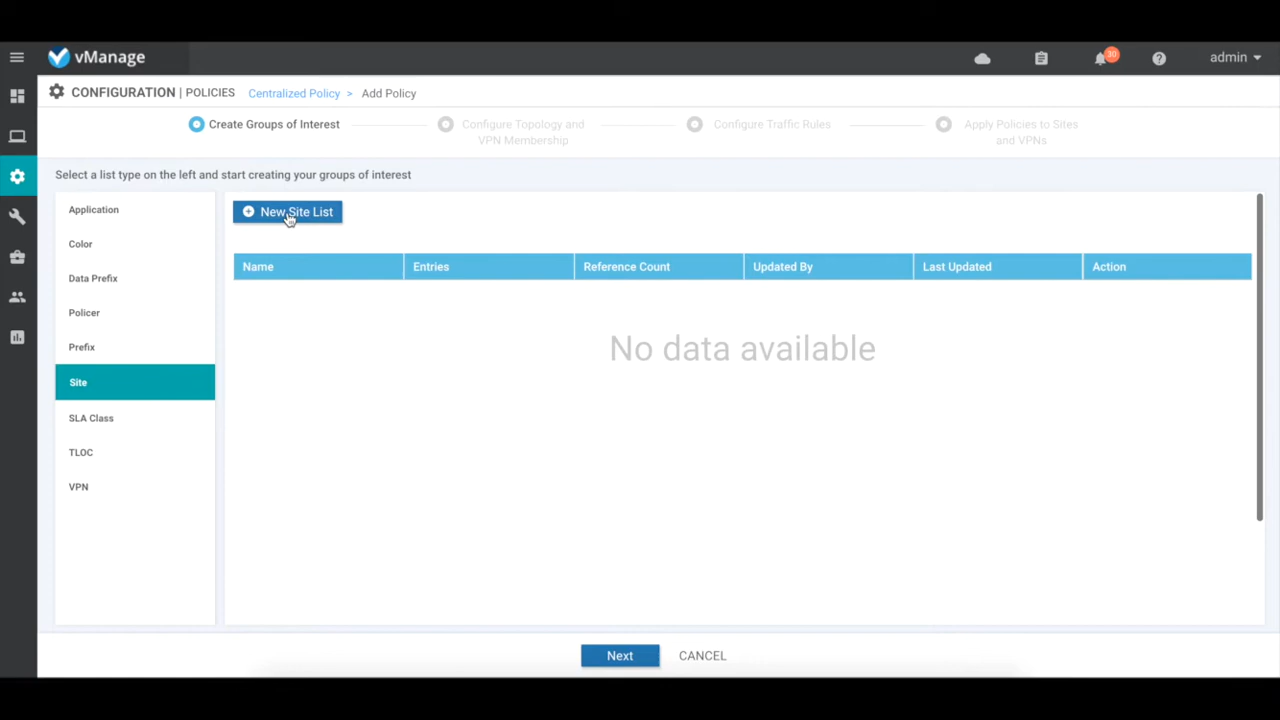 vManage
30
admin
CONFIGURATION | POLICIES Centralized Policy > Add Policy
Create Groups of Interest
Configure Topology and
VPN Membership
Configure Traffic Rules
Apply Policies to Sites
and VPNs
Select a list type on the left and start creating your groups of interest
Application
Color
Data Prefix
Policer
Prefix
Site
SLA Class
TLOC
VPN
New Site List
Name Entries Reference Count Updated By Last Updated Action
No data available
Next CANCEL